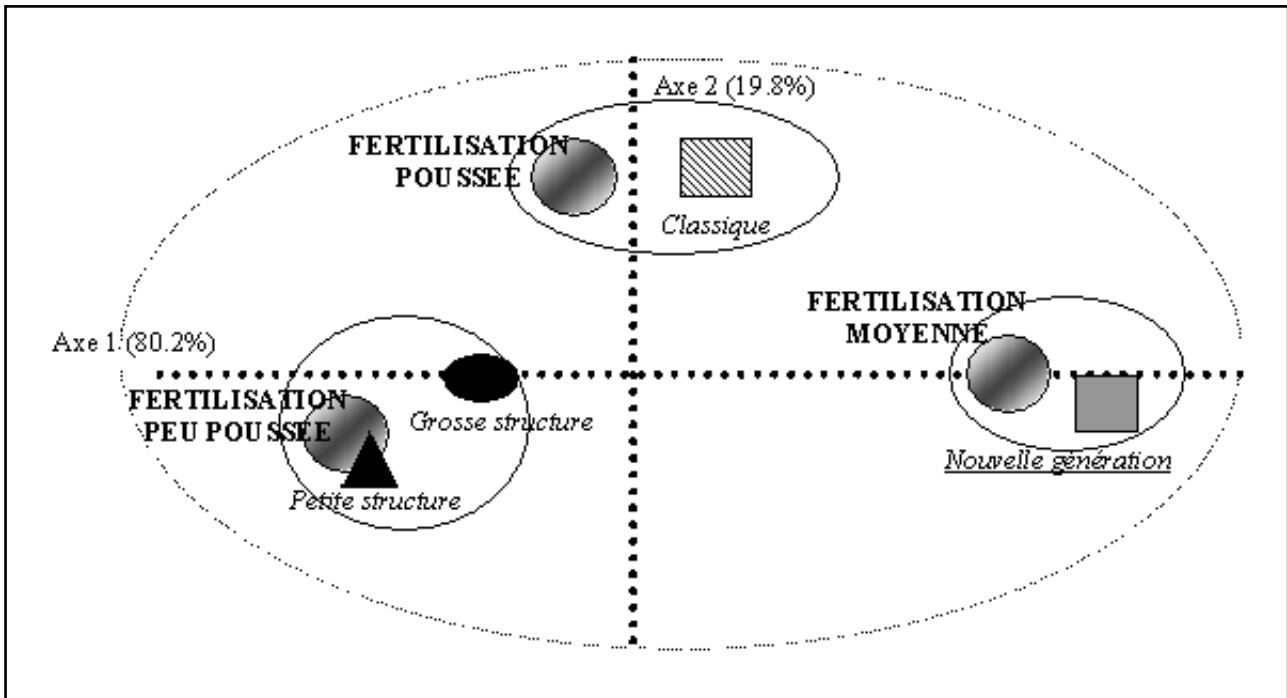 Axe 2 (19.8%)
FERTILISATION
POUSSEE
Classique
FERTILISATION
MOYENNE
Axe 1 (80.2%)
FERTILISATION
PEU POUSSEE
Grosse structure
Nouvelle génération
Petite structure